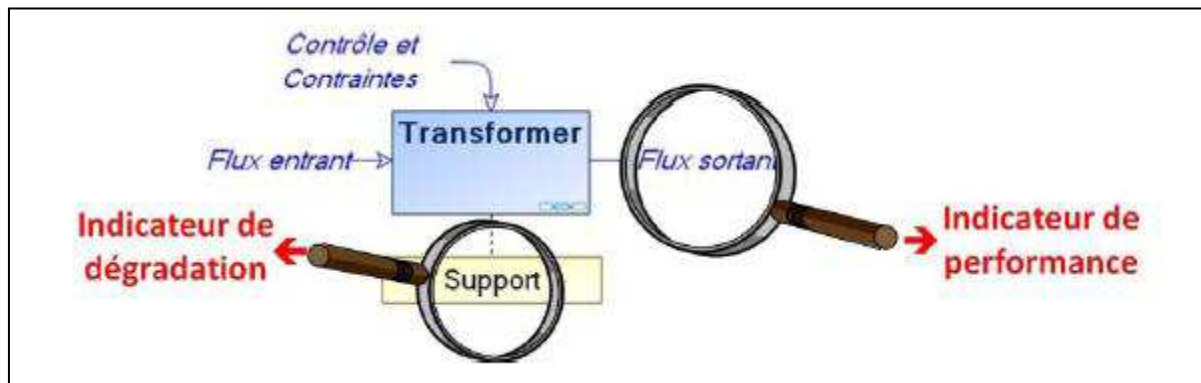 Contrôle et
Contraintes
Transformer
Flux entrant
Flux sortant
Indicateur de
dégradation
Support
Indicateur de
performance